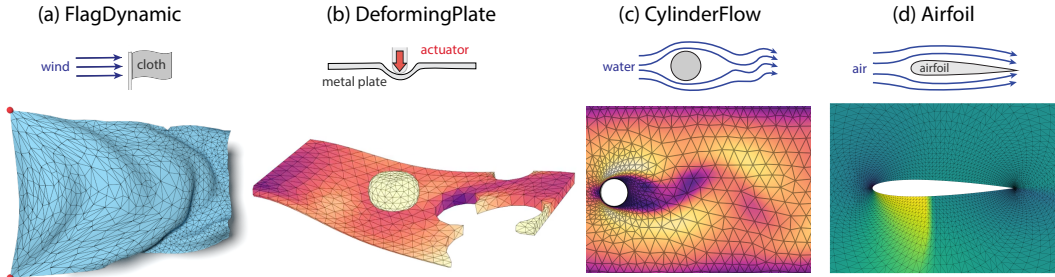 (a) FlagDynamic
(b) DeformingPlate
(c) CylinderFlow
(d) Airfoil
wind
cloth
actuator
metal plate
water
air
airfoil